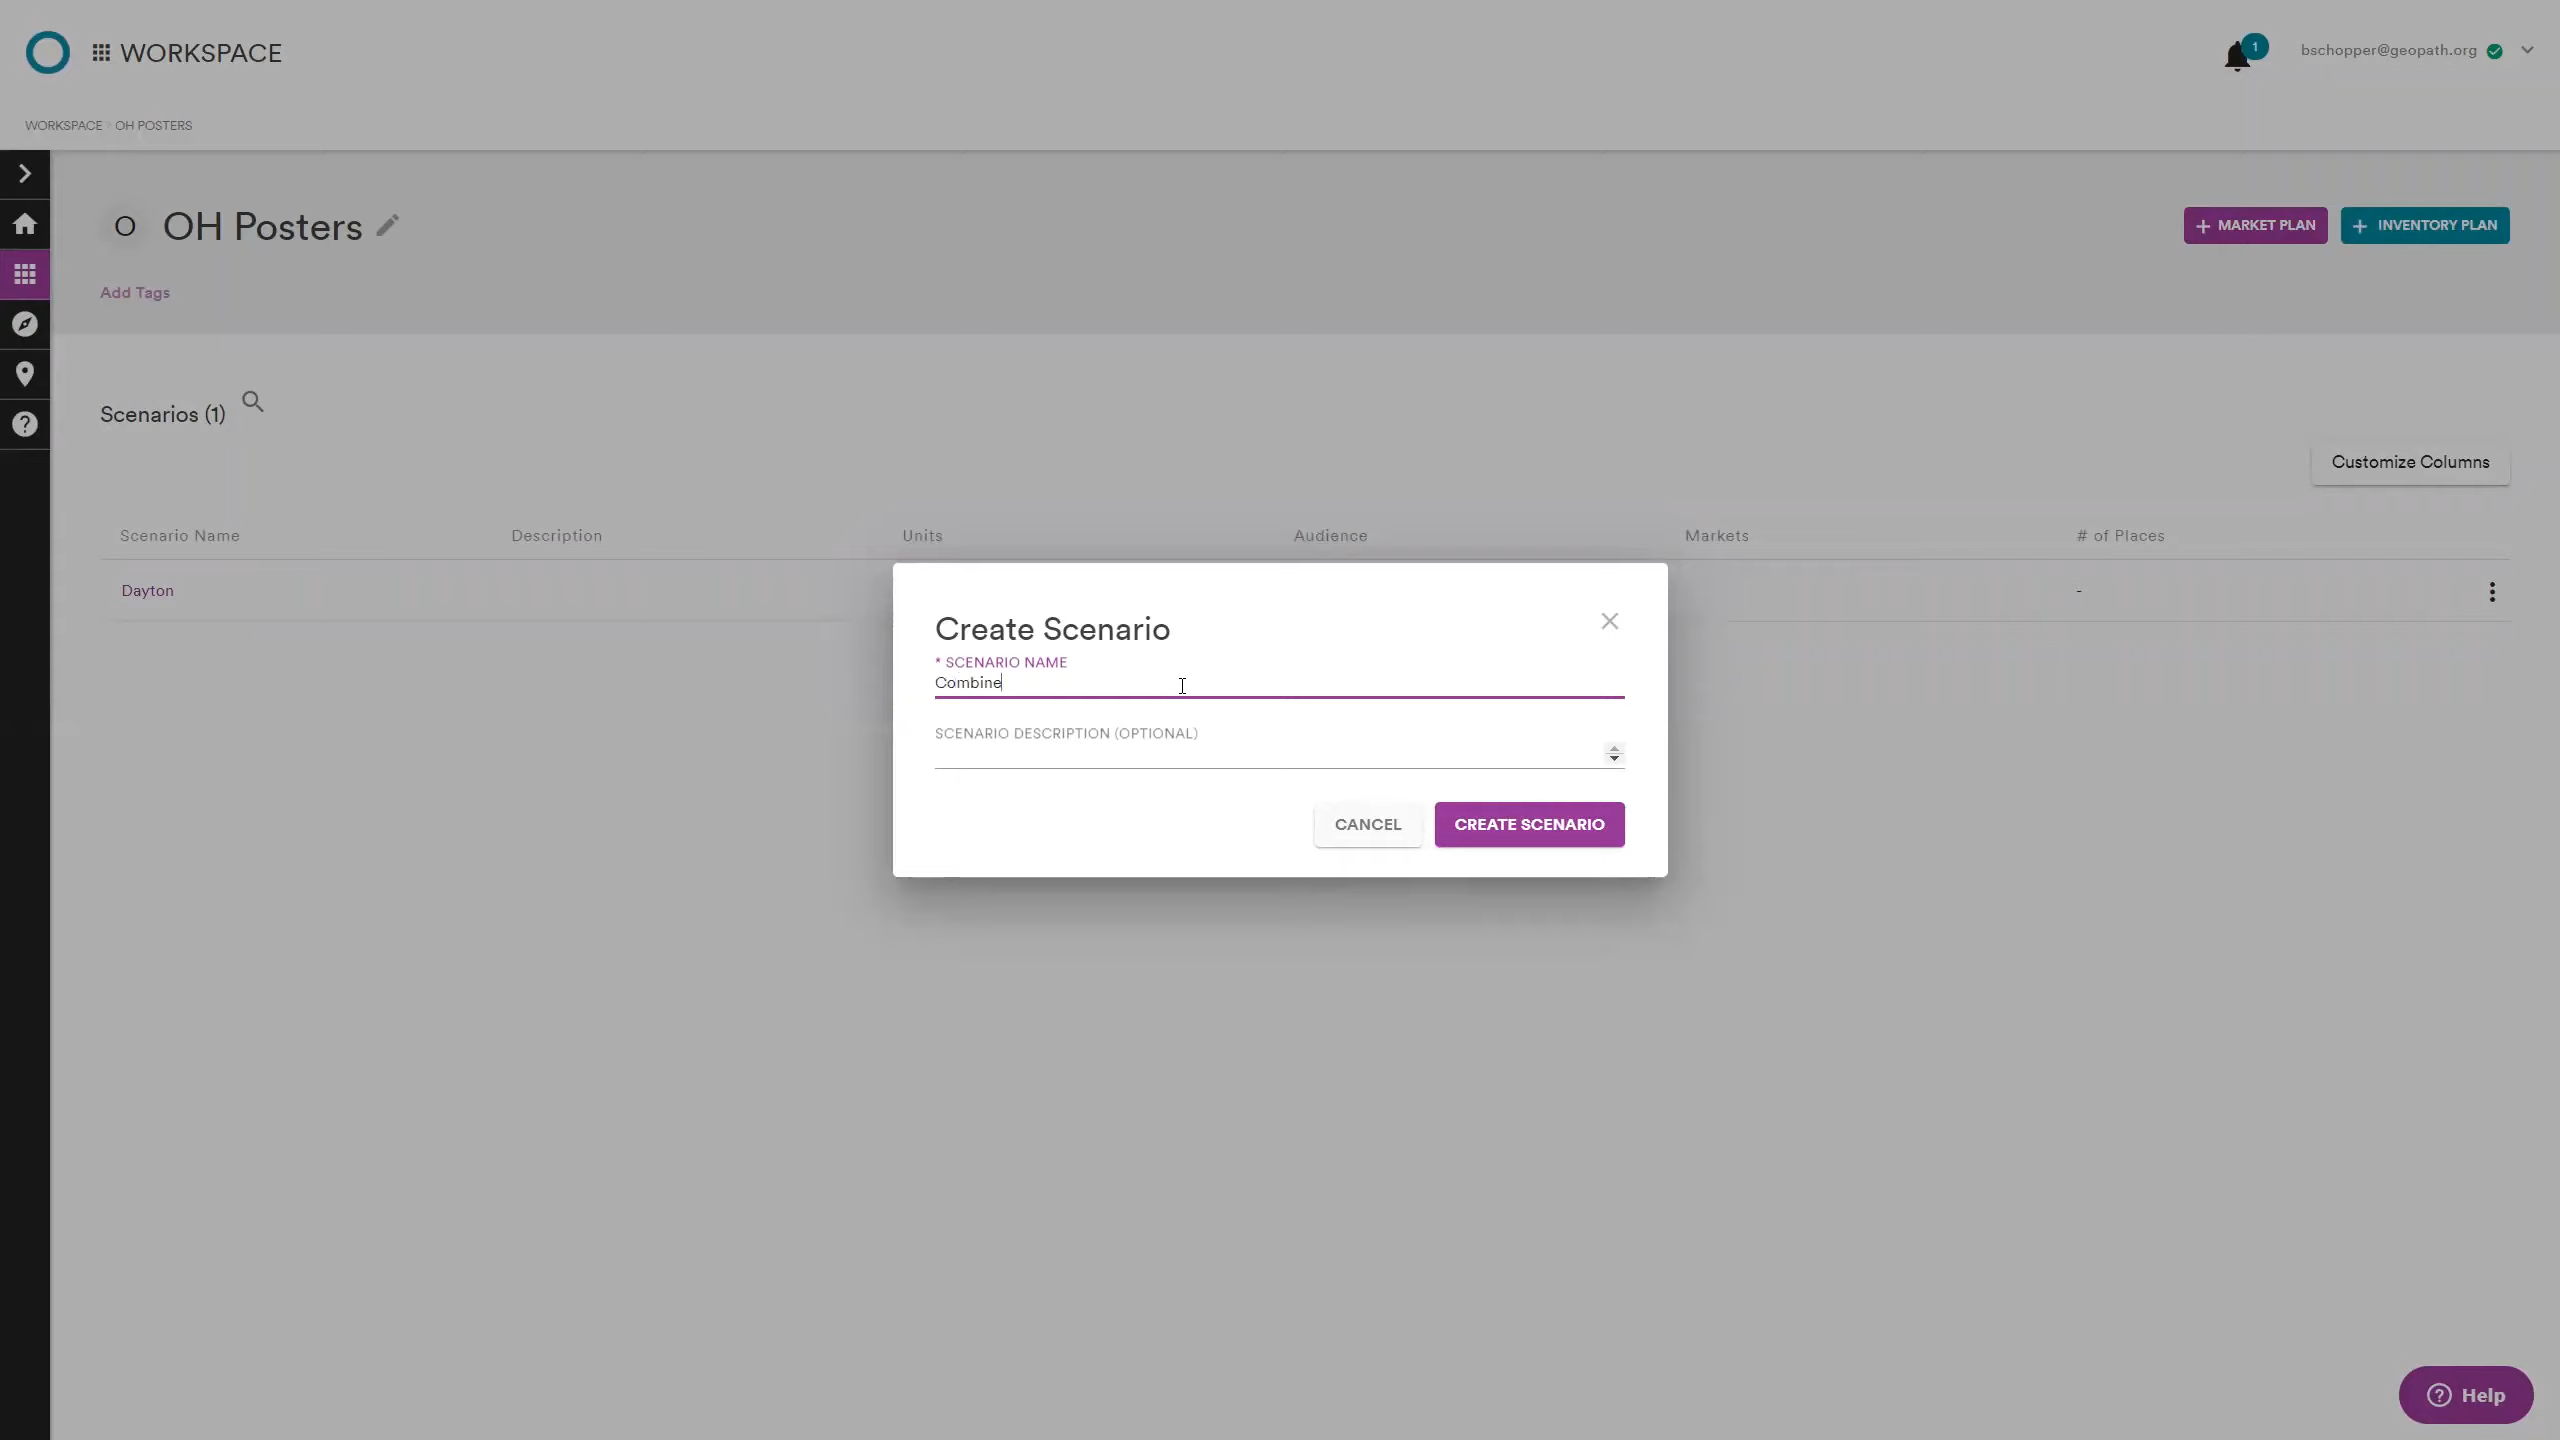 WORKSPACE
1
bschopper@geopath.org
WORKSPACE OH POSTERS
O OH Posters
+ MARKET PLAN
+ INVENTORY PLAN
Add Tags
Scenarios (1)
Customize Columns
Scenario Name Description Units Audience Markets # of Places
Dayton -
Create Scenario
* SCENARIO NAME
Combine
SCENARIO DESCRIPTION (OPTIONAL)
CANCEL CREATE SCENARIO
? Help